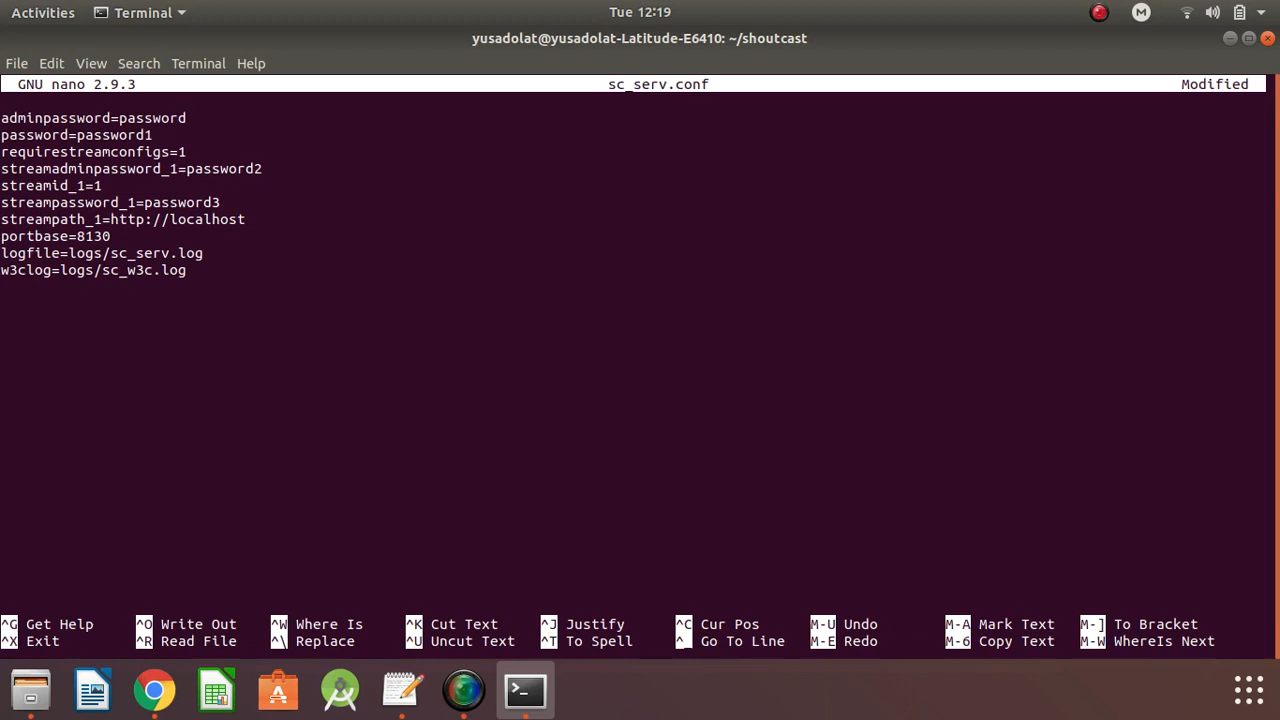 Activities Terminal Tue 12:19 M
yusadolat@yusadolat-Latitude-E6410: ~/shoutcast
File Edit View Search Terminal Help
GNU nano 2.9.3 sc_serv.conf Modified
adminpassword=password
password=password1
requirestreamconfigs=1
streamadminpassword_1=password2
streamid_1=1
streampassword_1=password3
streampath_1=http://localhost
portbase=8130
logfile=logs/sc_serv.log
w3clog=logs/sc_w3c.log
^G Get Help ^O Write Out ^W Where Is ^K Cut Text ^J Justify ^C Cur Pos M-U Undo M-A Mark Text M-] To Bracket
^X Exit ^R Read File ^\ Replace ^U Uncut Text ^T To Spell ^_ Go To Line M-E Redo M-6 Copy Text M-W WhereIs Next